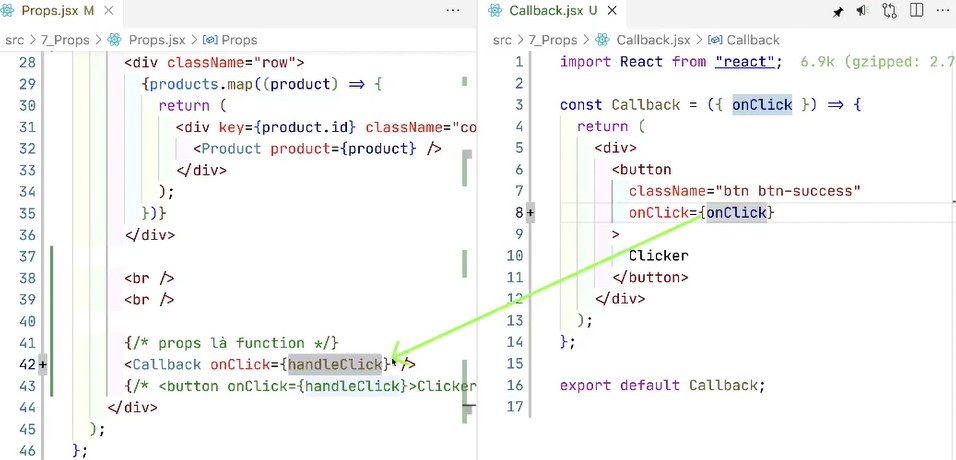 Props.jsx M
src > 7_Props > Props.jsx > Props
28 <div className="row">
29 {products.map((product) => {
30 return (
31 <div key={product.id} className="co
32 <Product product={product} />
33 </div>
34 );
35 })}
36 </div>
37
38 <br />
39 <br />
40
41 {/* props là function */}
42 <Callback onClick={handleClick} />
43 {/* <button onClick={handleClick}>Clicker
44 </div>
45 );
46 };
Callback.jsx U
src > 7_Props > Callback.jsx > Callback
1 import React from "react"; 6.9k (gzipped: 2.7
2
3 const Callback = ({ onClick }) => {
4 return (
5 <div>
6 <button
7 className="btn btn-success"
8 onClick={onClick}
9 >
10 Clicker
11 </button>
12 </div>
13 );
14 };
15
16 export default Callback;
17